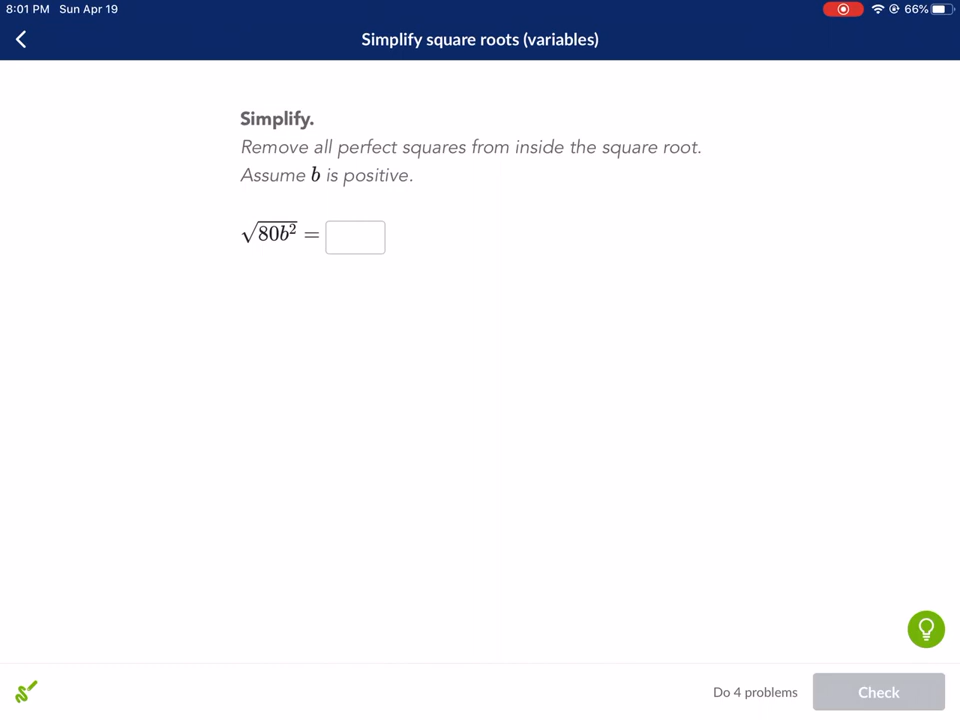 8:01 PM Sun Apr 19 66%
Simplify square roots (variables)
Simplify.
Remove all perfect squares from inside the square root.
Assume b is positive.
√80b² =
Do 4 problems Check